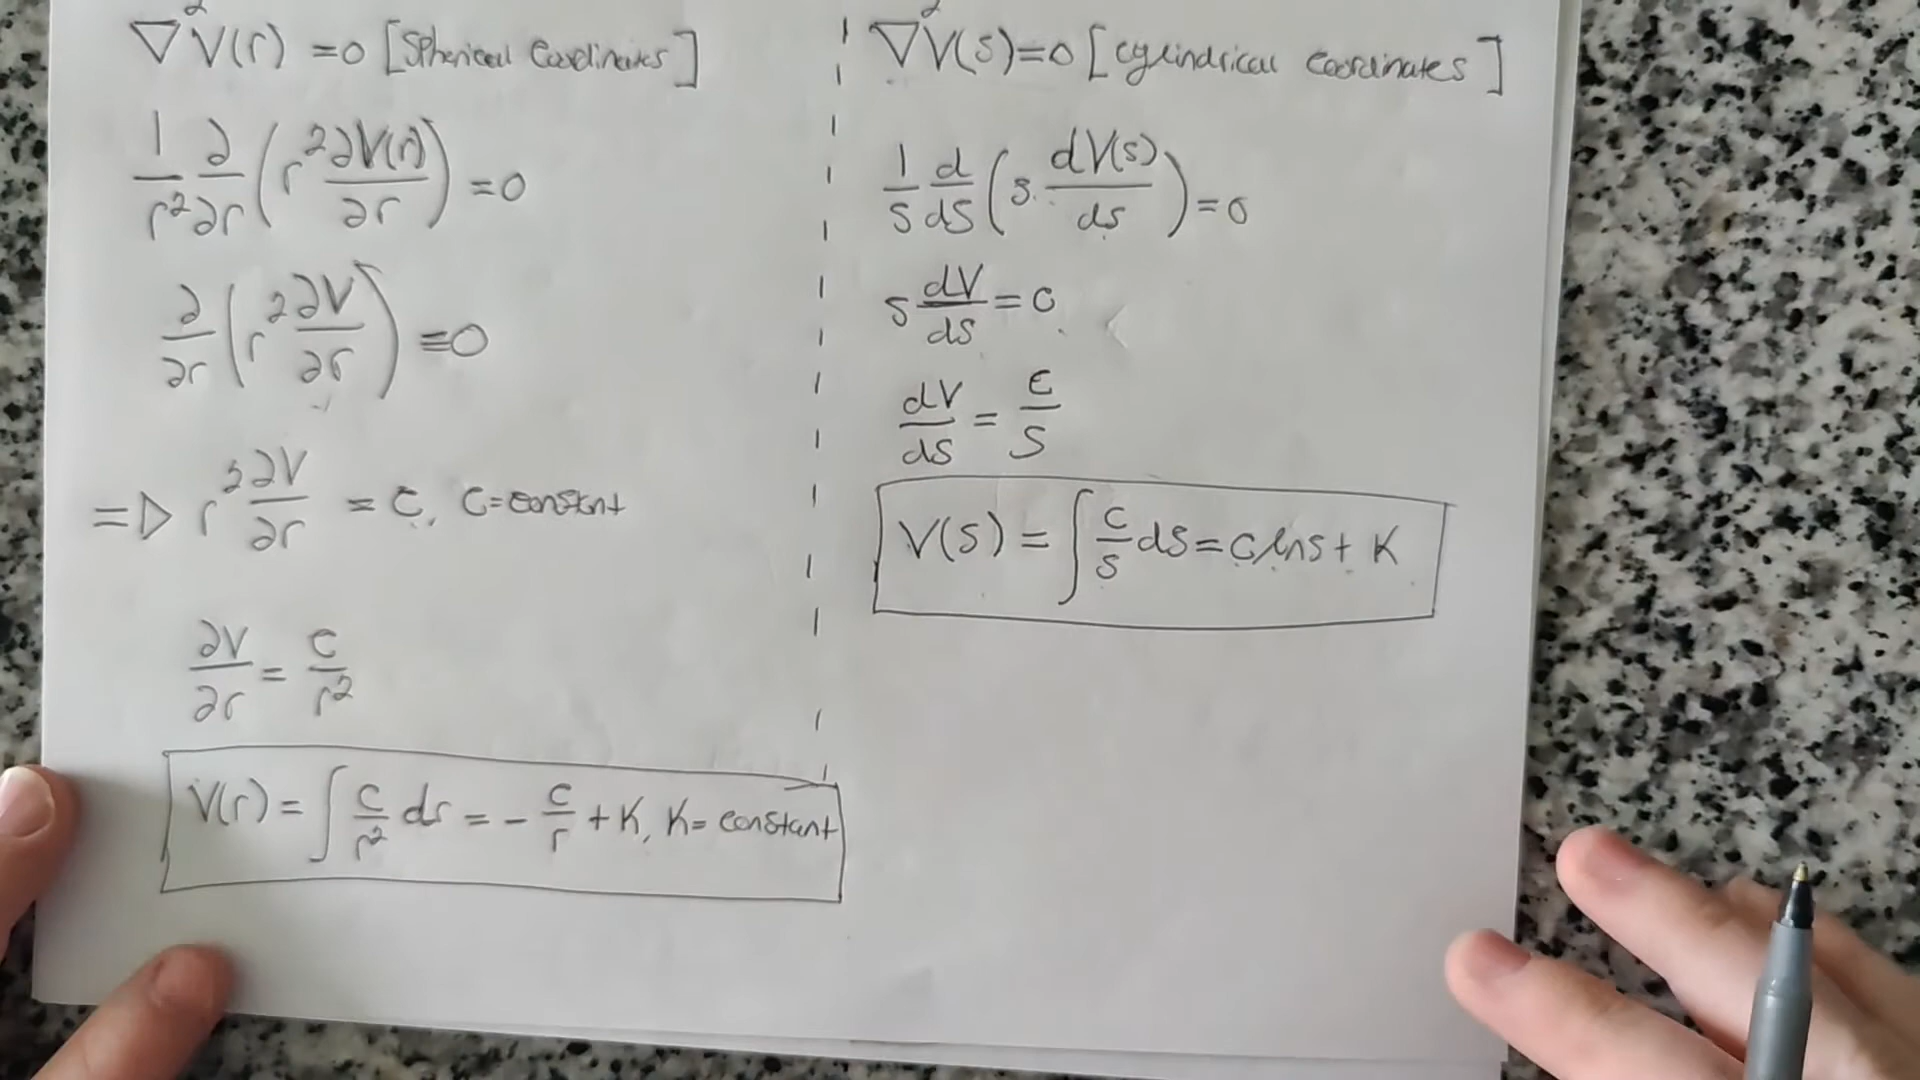 ∇²V(r) = 0 [Spherical Coordinates]
1/r² ∂/∂r (r² ∂V(r)/∂r) = 0
∂/∂r (r² ∂V/∂r) = 0
=> r² ∂V/∂r = C, C = constant
∂V/∂r = C/r²
V(r) = ∫ C/r² dr = - C/r + K, K = constant
∇²V(s) = 0 [cylindrical coordinates]
1/s d/ds (s dV(s)/ds) = 0
s dV/ds = C
dV/ds = C/s
V(s) = ∫ C/s ds = C ln s + K